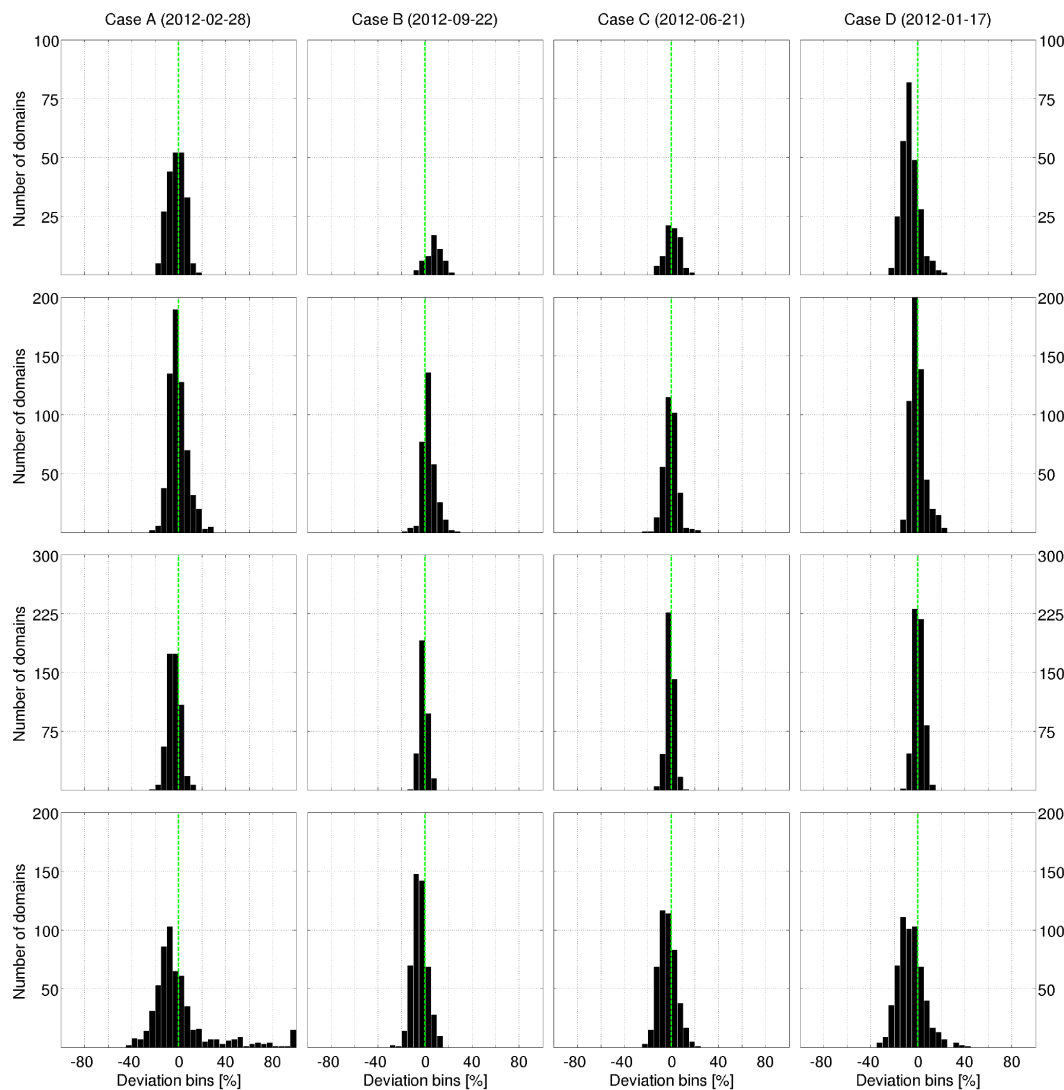 Case A (2012-02-28) Case B (2012-09-22) Case C (2012-06-21) Case D (2012-01-17)
100 100
75 75
50 50
25 25
Number of domains
200 200
150 150
100 100
50 50
Number of domains
300 300
225 225
150 150
75 75
Number of domains
200 200
150 150
100 100
50 50
Number of domains
-80 -40 0 40 80 -80 -40 0 40 80 -80 -40 0 40 80 -80 -40 0 40 80
Deviation bins [%] Deviation bins [%] Deviation bins [%] Deviation bins [%]